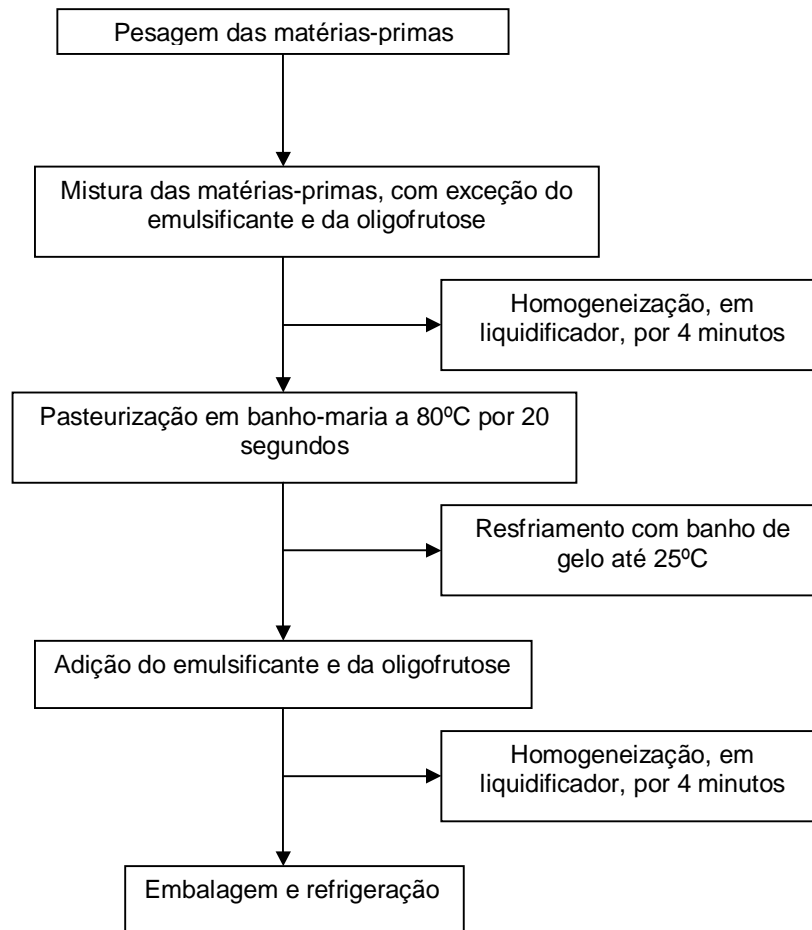 Pesagem das matérias-primas
Mistura das matérias-primas, com exceção do
emulsificante e da oligofrutose
Homogeneização, em
liquidificador, por 4 minutos
Pasteurização em banho-maria a 80ºC por 20
segundos
Resfriamento com banho de
gelo até 25ºC
Adição do emulsificante e da oligofrutose
Homogeneização, em
liquidificador, por 4 minutos
Embalagem e refrigeração